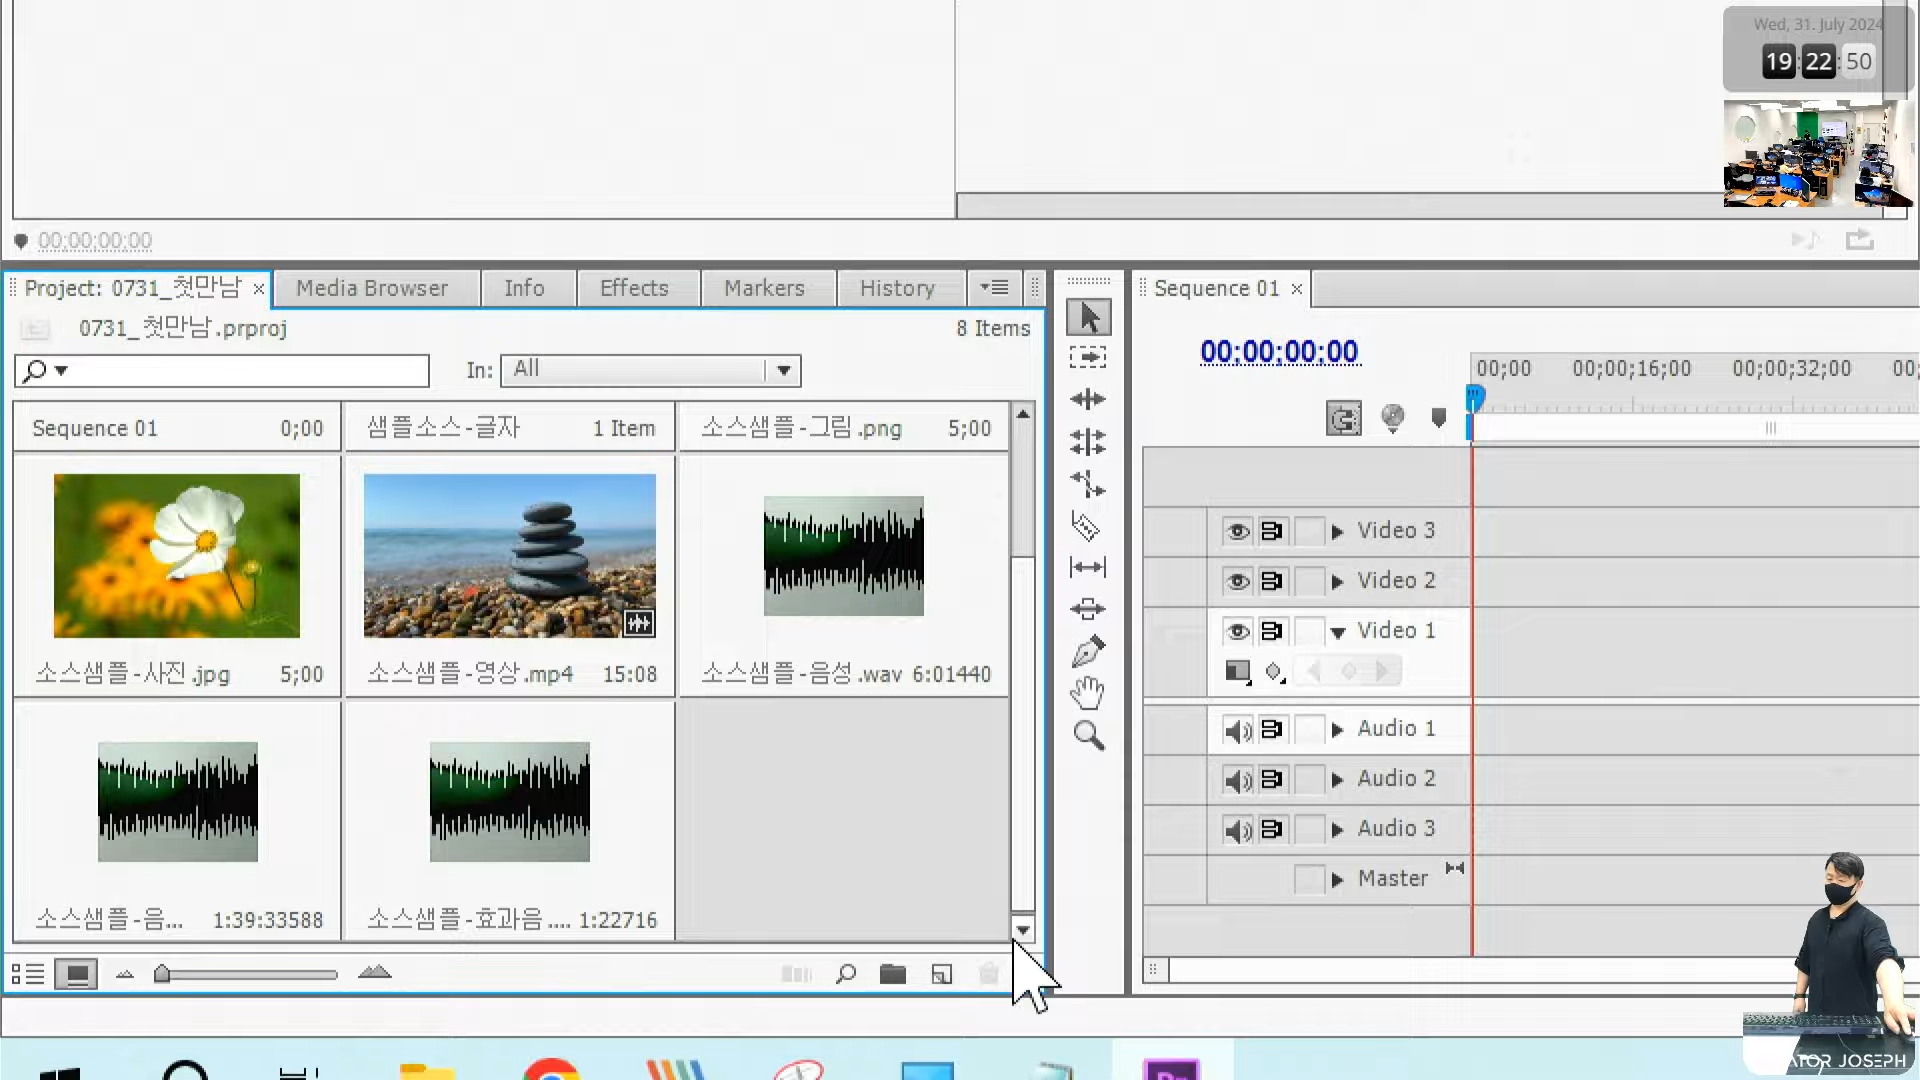 Wed, 31. July 2024
19:22:50
00;00;00;00
Project: 0731_첫만남 × Media Browser Info Effects Markers History
0731_첫만남.prproj 8 Items
In: All
Sequence 01 0;00 샘플소스-글자 1 Item 소스샘플-그림.png 5;00
소스샘플-사진.jpg 5;00 소스샘플-영상.mp4 15:08 소스샘플-음성.wav 6:01440
소스샘플-음... 1:39:33588 소스샘플-효과음.... 1:22716
Sequence 01 ×
00;00;00;00
00;00 00;00;16;00 00;00;32;00 00;
Video 3
Video 2
Video 1
Audio 1
Audio 2
Audio 3
Master
ATOR JOSEPH